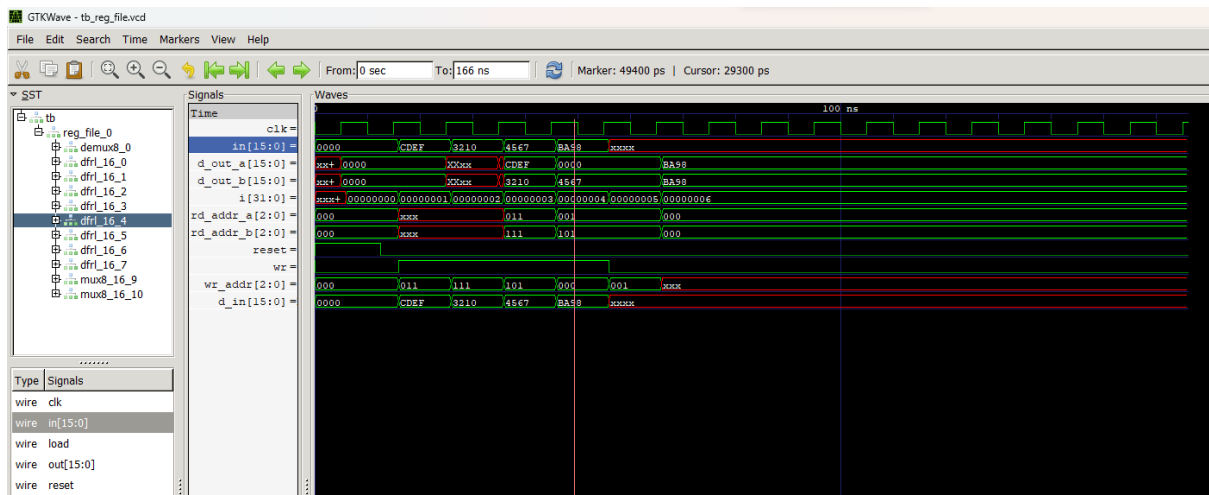 GTKWave - tb_reg_file.vcd
File Edit Search Time Markers View Help
From: 0 sec To: 166 ns Marker: 49400 ps | Cursor: 29300 ps
SST
tb
reg_file_0
demux8_0
dfrl_16_0
dfrl_16_1
dfrl_16_2
dfrl_16_3
dfrl_16_4
dfrl_16_5
dfrl_16_6
dfrl_16_7
mux8_16_9
mux8_16_10
Type Signals
wire clk
wire in[15:0]
wire load
wire out[15:0]
wire reset
Signals
Time
clk=
in[15:0] =
d_out_a[15:0] =
d_out_b[15:0] =
i[31:0] =
rd_addr_a[2:0] =
rd_addr_b[2:0] =
reset=
wr=
wr_addr[2:0] =
d_in[15:0] =
Waves
100 ns
0000 CDEF 3210 4567 BA98 xxxx
xx+ 0000 XXxx CDEF 0000 BA98
xx+ 0000 XXxx 3210 4567 BA98
xxx+ 00000000 00000001 00000002 00000003 00000004 00000005 00000006
000 xxx 011 001 000
000 xxx 111 101 000
000 011 111 101 000 001 xxx
0000 CDEF 3210 4567 BA98 xxxx